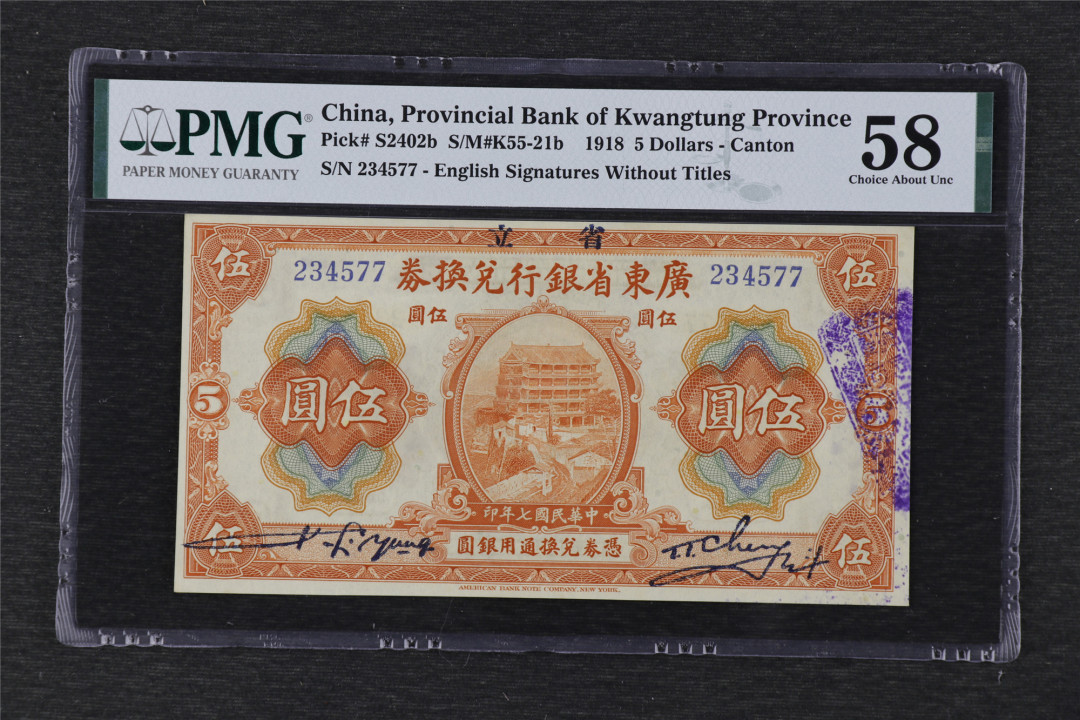 PMG®
PAPER MONEY GUARANTY
China, Provincial Bank of Kwangtung Province
Pick# S2402b S/M#K55-21b 1918 5 Dollars - Canton
S/N 234577 - English Signatures Without Titles
58
Choice About Unc
省立
伍
234577
廣東省銀行兌換券
234577
伍
伍圓
伍圓
5
伍圓
伍圓
5
中華民國七年印
憑券兌換通用銀圓
伍
伍
AMERICAN BANK NOTE COMPANY, NEW YORK.